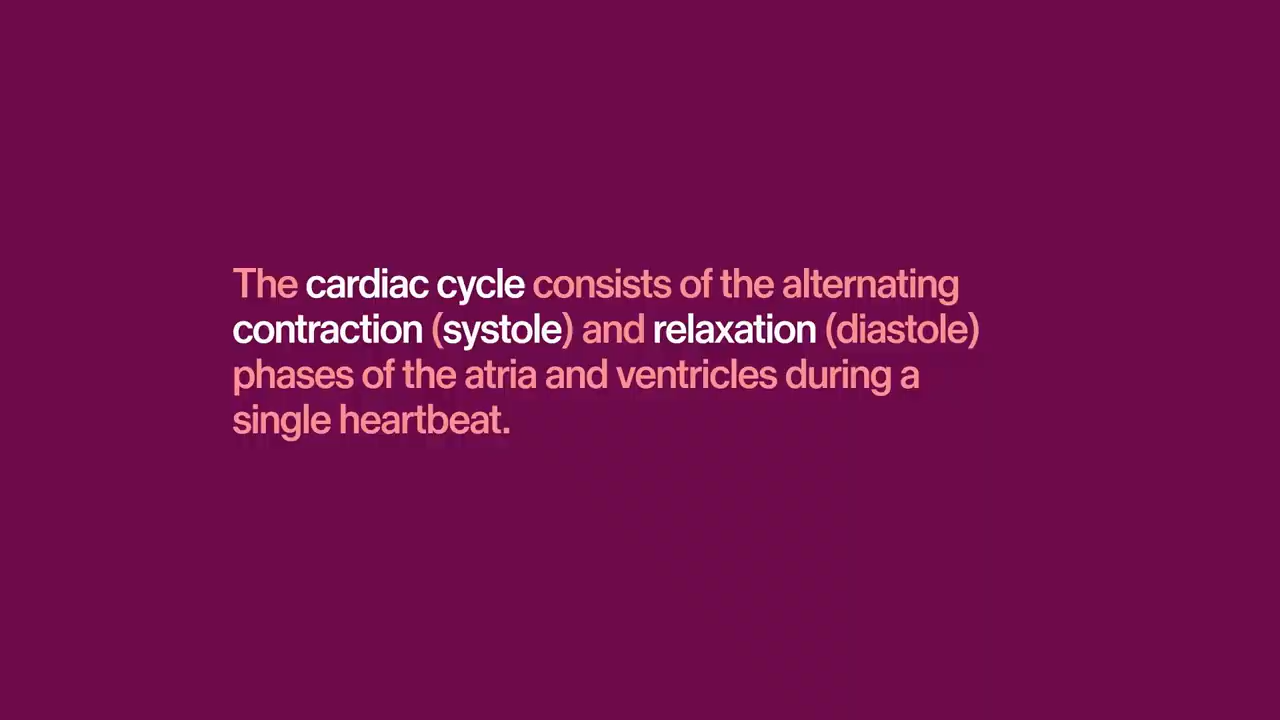 The cardiac cycle consists of the alternating
contraction (systole) and relaxation (diastole)
phases of the atria and ventricles during a
single heartbeat.